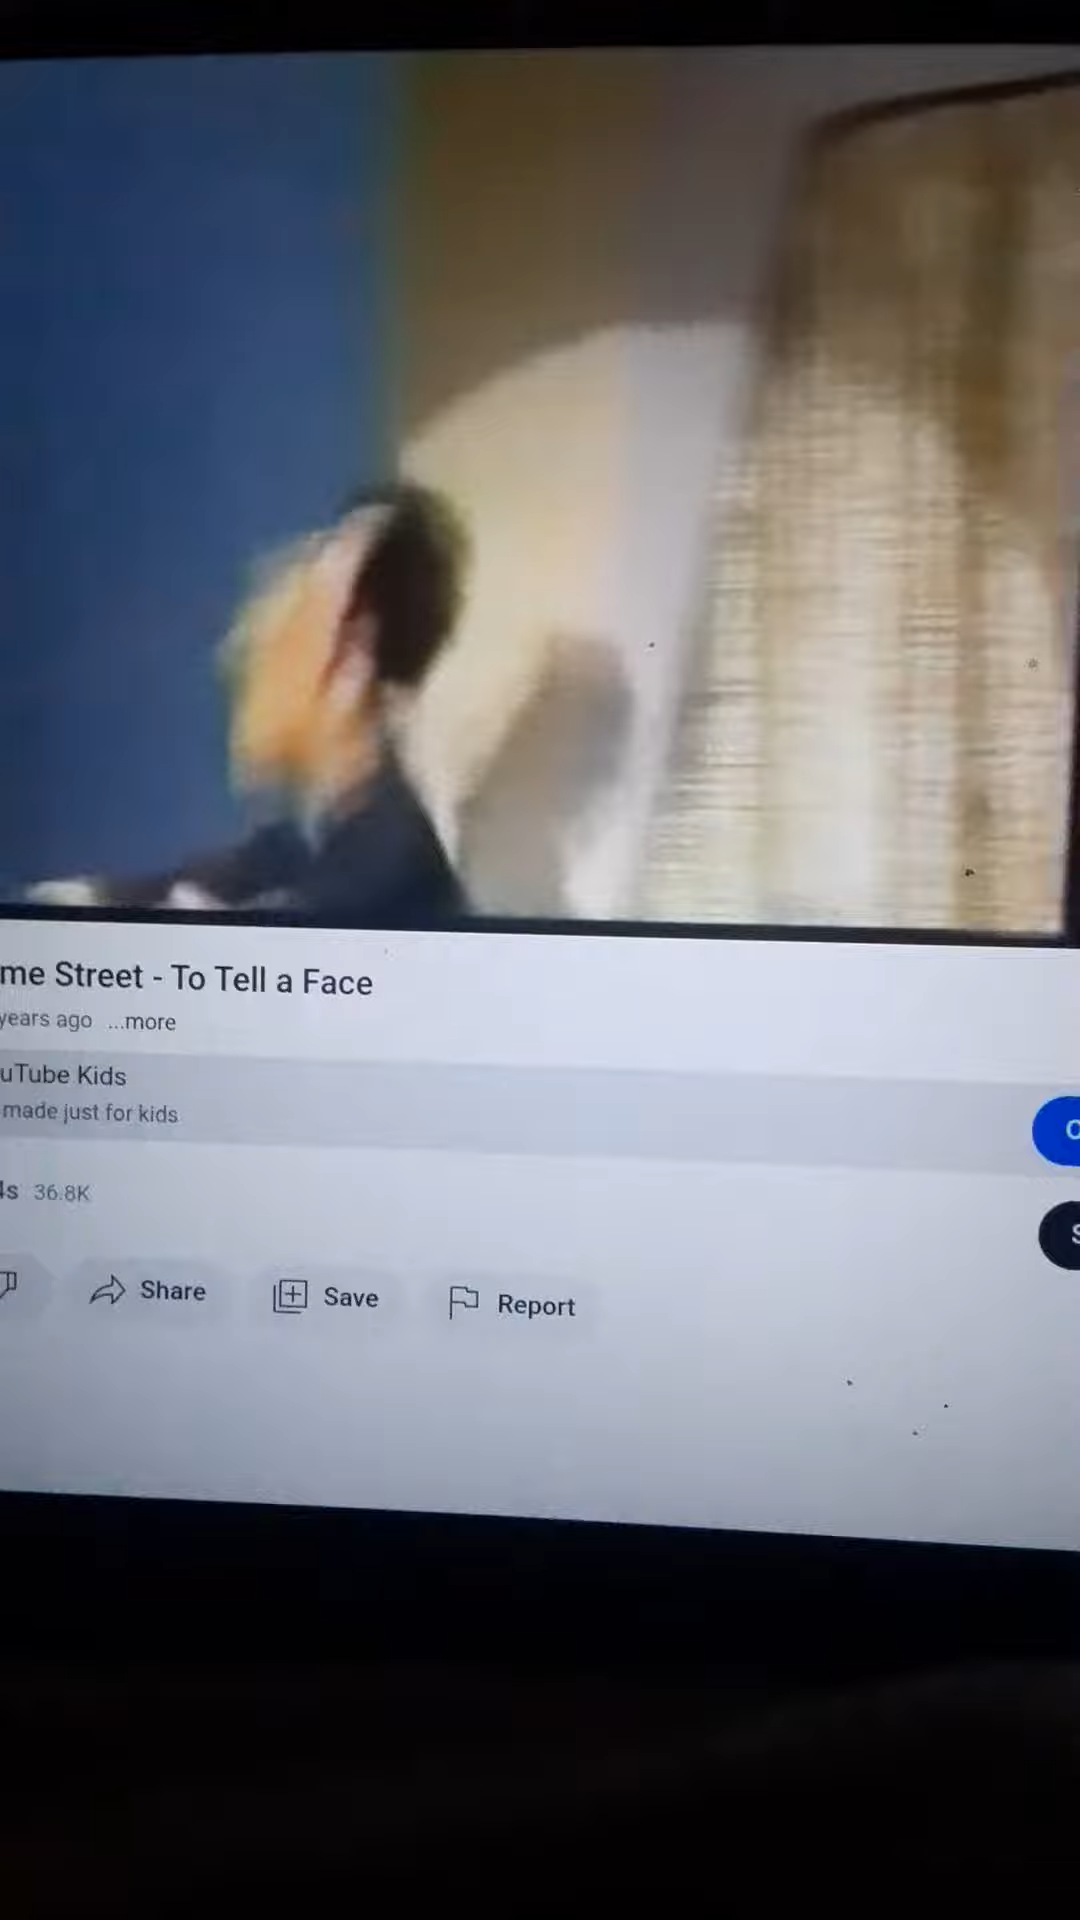 me Street - To Tell a Face
years ago ...more
uTube Kids
made just for kids
ls 36.8K
Share
Save
Report